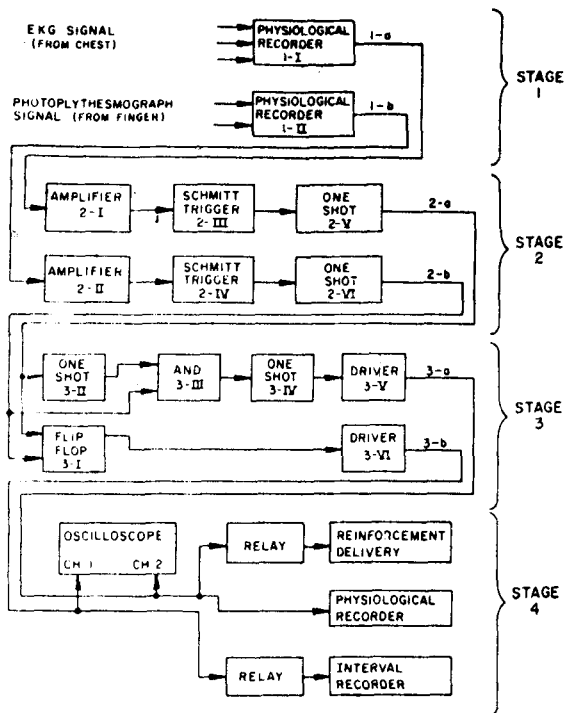 EKG SIGNAL
(FROM CHEST)
PHYSIOLOGICAL
RECORDER
1-I
1-a
PHOTOPLYTHESMOGRAPH
SIGNAL (FROM FINGER)
PHYSIOLOGICAL
RECORDER
1-II
1-b
STAGE
1
AMPLIFIER
2-I
SCHMITT
TRIGGER
2-III
ONE
SHOT
2-V
2-a
AMPLIFIER
2-II
SCHMITT
TRIGGER
2-IV
ONE
SHOT
2-VI
2-b
STAGE
2
ONE
SHOT
3-II
AND
3-III
ONE
SHOT
3-IV
DRIVER
3-V
3-a
FLIP
FLOP
3-I
DRIVER
3-VI
3-b
STAGE
3
OSCILLOSCOPE
CH 1 CH 2
RELAY
REINFORCEMENT
DELIVERY
PHYSIOLOGICAL
RECORDER
RELAY
INTERVAL
RECORDER
STAGE
4